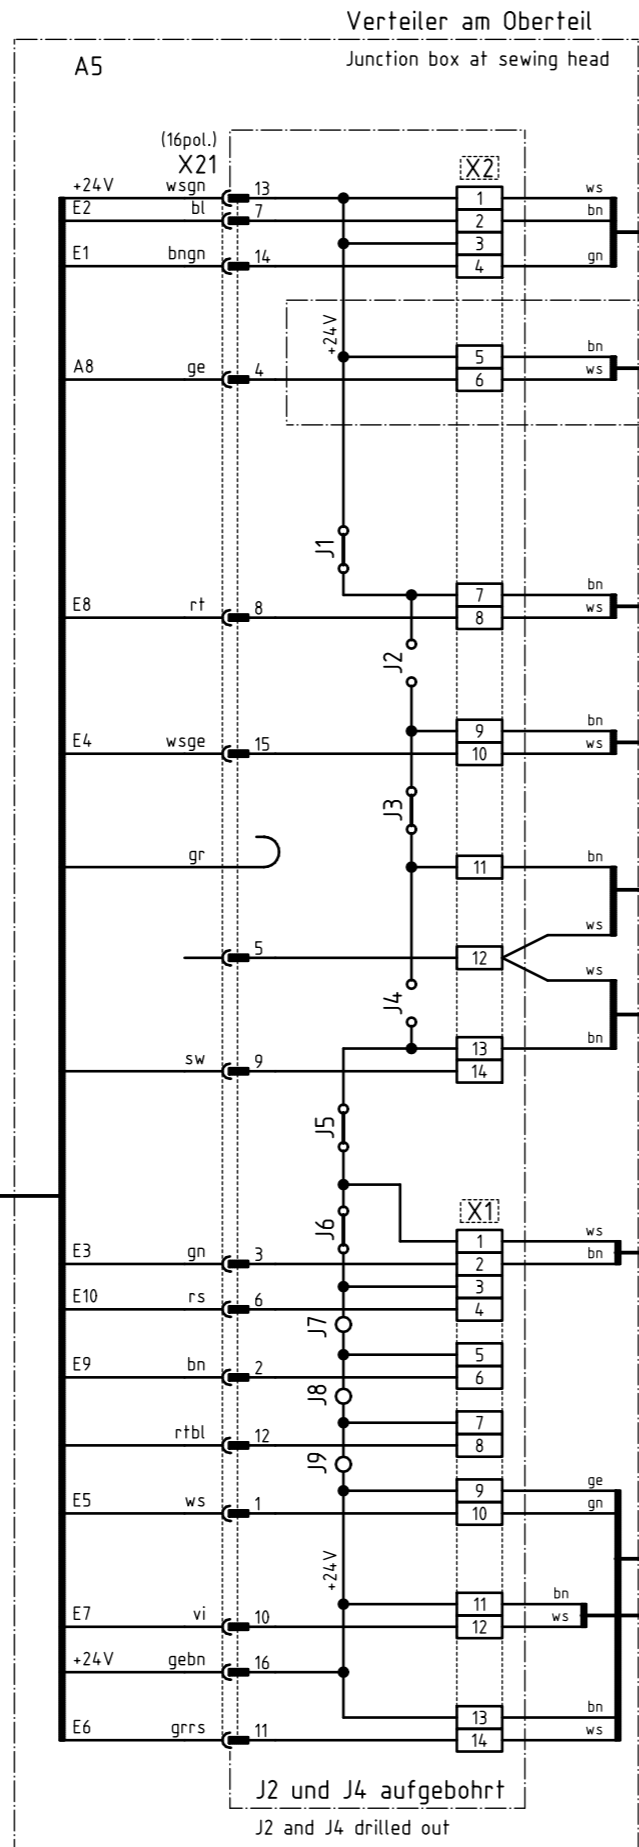 Verteiler am Oberteil
Junction box at sewing head
A5
(16pol.)
X21
X2
+24V wsgn 13 1 ws
E2 bl 7 2 bn
3
E1 bngn 14 4 gn
+24V
5 bn
A8 ge 4 6 ws
J1
7 bn
E8 rt 8 8 ws
J2
9 bn
E4 wsge 15 10 ws
J3
gr 11 bn
ws
5 12
ws
J4
13 bn
sw 9 14
J5
X1
J6
1 ws
E3 gn 3 2 bn
3
E10 rs 6 4
J7
5
E9 bn 2 6
J8
7
rtbl 12 8
J9
9 ge
E5 ws 1 10 gn
+24V
11 bn
E7 vi 10 12 ws
+24V gebn 16
13 bn
E6 grrs 11 14 ws
J2 und J4 aufgebohrt
J2 and J4 drilled out